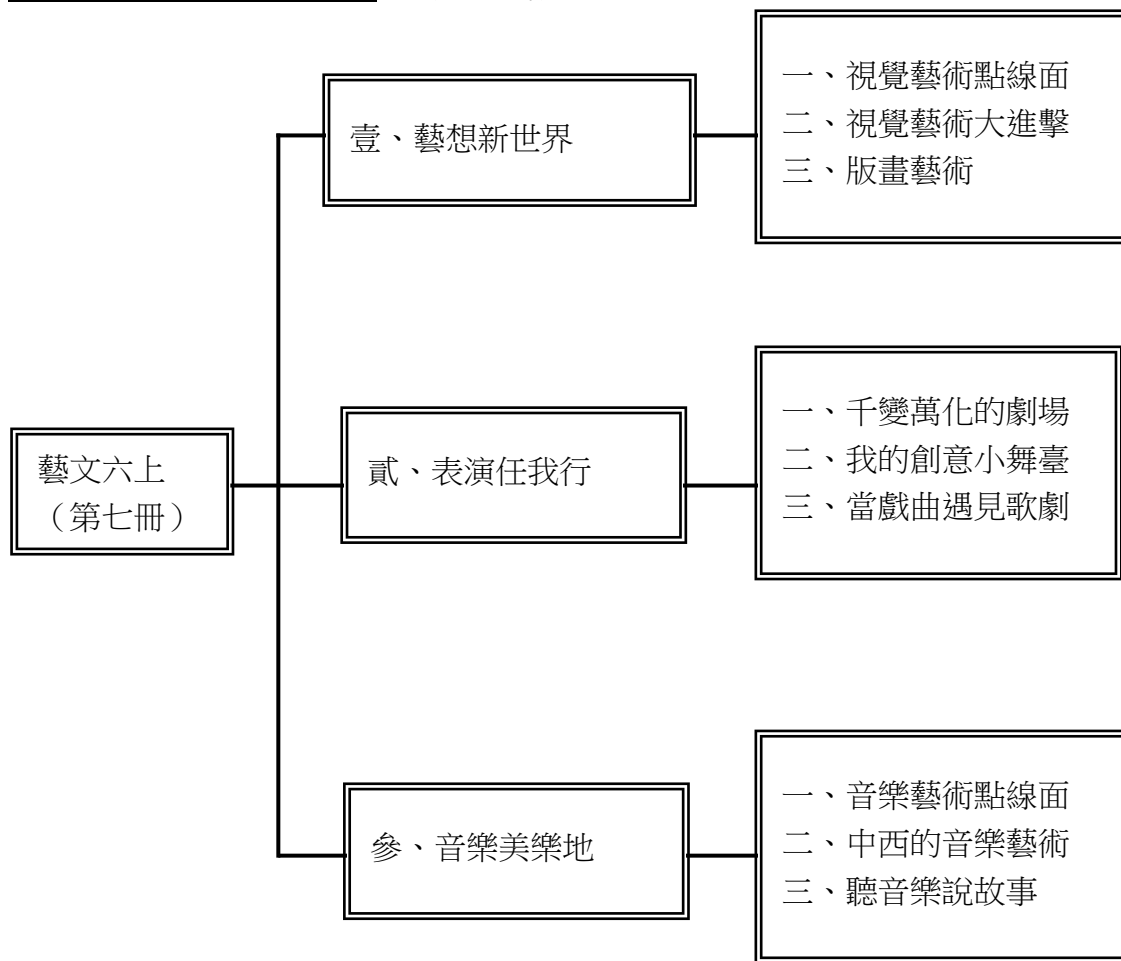 壹、藝想新世界
一、視覺藝術點線面
二、視覺藝術大進擊
三、版畫藝術
藝文六上
（第七冊）
貳、表演任我行
一、千變萬化的劇場
二、我的創意小舞臺
三、當戲曲遇見歌劇
參、音樂美樂地
一、音樂藝術點線面
二、中西的音樂藝術
三、聽音樂說故事